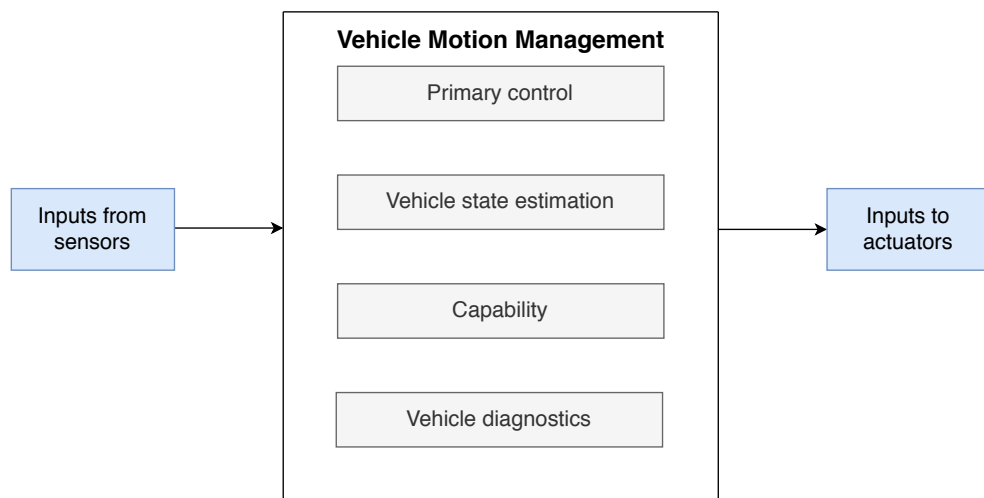 Vehicle Motion Management
Primary control
Vehicle state estimation
Inputs from
sensors
Inputs to
actuators
Capability
Vehicle diagnostics